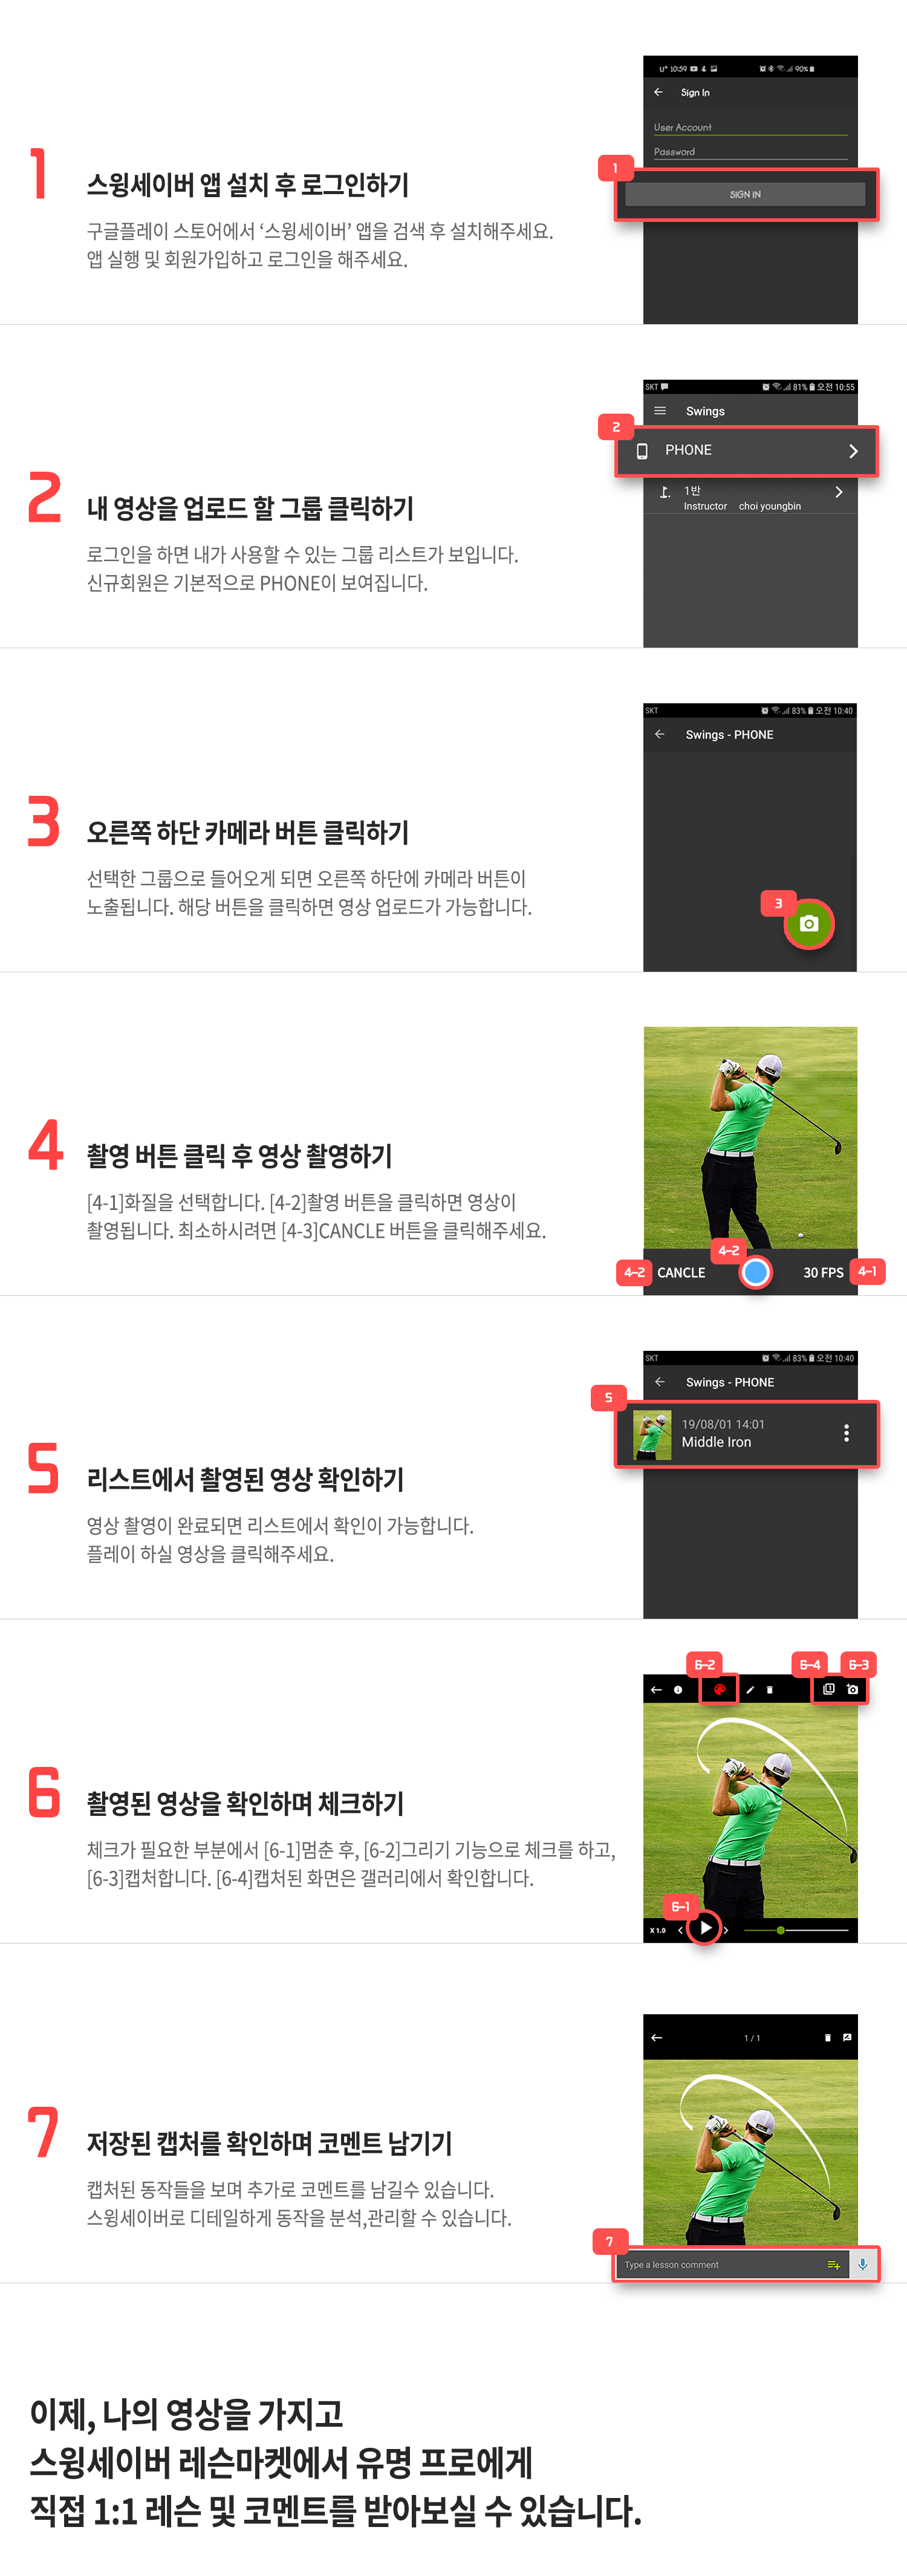 U+ 10:59 90%
Sign In
User Account
Password
1
SIGN IN
1
스윙세이버 앱 설치 후 로그인하기
구글플레이 스토어에서 ‘스윙세이버’ 앱을 검색 후 설치해주세요.
앱 실행 및 회원가입하고 로그인을 해주세요.
SKT 81% 오전 10:55
Swings
2
PHONE
1반
Instructor choi youngbin
2
내 영상을 업로드 할 그룹 클릭하기
로그인을 하면 내가 사용할 수 있는 그룹 리스트가 보입니다.
신규회원은 기본적으로 PHONE이 보여집니다.
SKT 83% 오전 10:40
Swings - PHONE
3
3
오른쪽 하단 카메라 버튼 클릭하기
선택한 그룹으로 들어오게 되면 오른쪽 하단에 카메라 버튼이
노출됩니다. 해당 버튼을 클릭하면 영상 업로드가 가능합니다.
4
촬영 버튼 클릭 후 영상 촬영하기
[4-1]화질을 선택합니다. [4-2]촬영 버튼을 클릭하면 영상이
촬영됩니다. 최소하시려면 [4-3]CANCLE 버튼을 클릭해주세요.
4-2
4-2 CANCLE 30 FPS 4-1
SKT 83% 오전 10:40
Swings - PHONE
5
19/08/01 14:01
Middle Iron
5
리스트에서 촬영된 영상 확인하기
영상 촬영이 완료되면 리스트에서 확인이 가능합니다.
플레이 하실 영상을 클릭해주세요.
6-2 6-4 6-3
1
6
촬영된 영상을 확인하며 체크하기
체크가 필요한 부분에서 [6-1]멈춘 후, [6-2]그리기 기능으로 체크를 하고,
[6-3]캡처합니다. [6-4]캡처된 화면은 갤러리에서 확인합니다.
6-1
X 1.0
1 / 1
7
저장된 캡처를 확인하며 코멘트 남기기
캡처된 동작들을 보며 추가로 코멘트를 남길수 있습니다.
스윙세이버로 디테일하게 동작을 분석,관리할 수 있습니다.
7
Type a lesson comment
이제, 나의 영상을 가지고
스윙세이버 레슨마켓에서 유명 프로에게
직접 1:1 레슨 및 코멘트를 받아보실 수 있습니다.